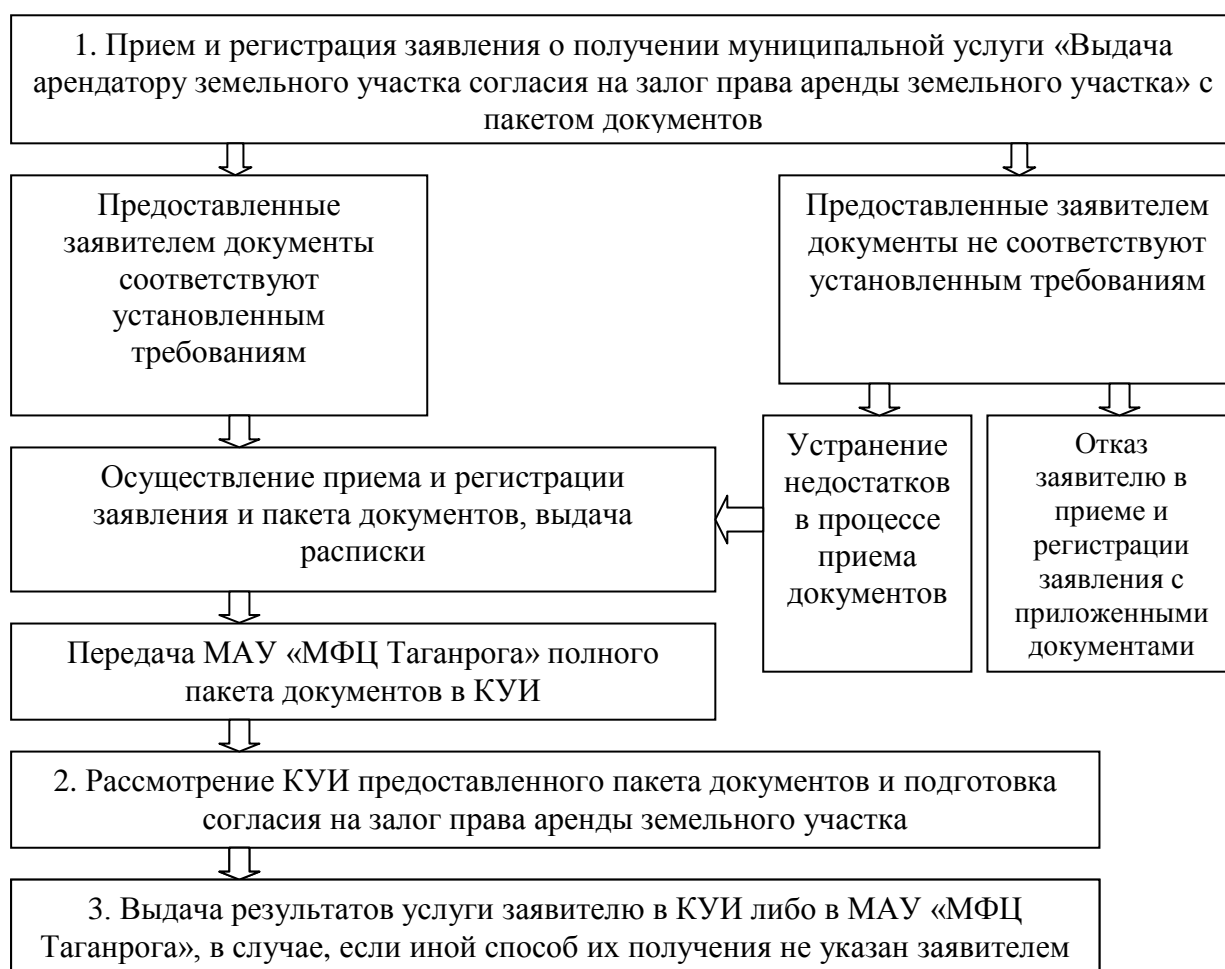 1. Прием и регистрация заявления о получении муниципальной услуги «Выдача
арендатору земельного участка согласия на залог права аренды земельного участка» с
пакетом документов
Предоставленные
заявителем документы
соответствуют
установленным
требованиям
Предоставленные заявителем
документы не соответствуют
установленным требованиям
Осуществление приема и регистрации
заявления и пакета документов, выдача
расписки
Устранение
недостатков
в процессе
приема
документов
Отказ
заявителю в
приеме и
регистрации
заявления с
приложенными
документами
Передача МАУ «МФЦ Таганрога» полного
пакета документов в КУИ
2. Рассмотрение КУИ предоставленного пакета документов и подготовка
согласия на залог права аренды земельного участка
3. Выдача результатов услуги заявителю в КУИ либо в МАУ «МФЦ
Таганрога», в случае, если иной способ их получения не указан заявителем